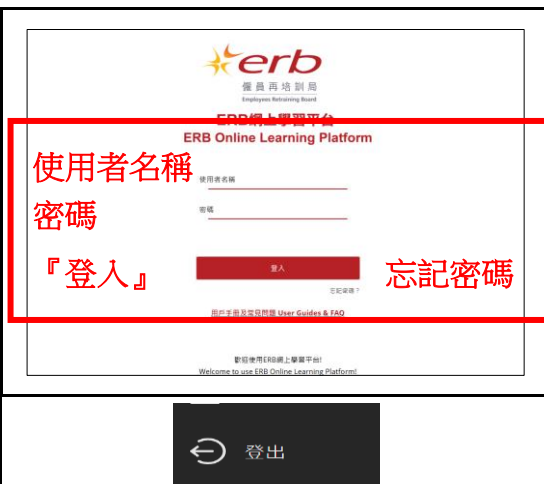 erb
僱員再培訓局
Employees Retraining Board
ERB網上學習平台
ERB Online Learning Platform
使用者名稱
使用者名稱
密碼
密碼
『登入』
登入
忘記密碼
忘記密碼？
用戶手冊及常見問題 User Guides & FAQ
歡迎使用ERB網上學習平台!
Welcome to use ERB Online Learning Platform!
登出